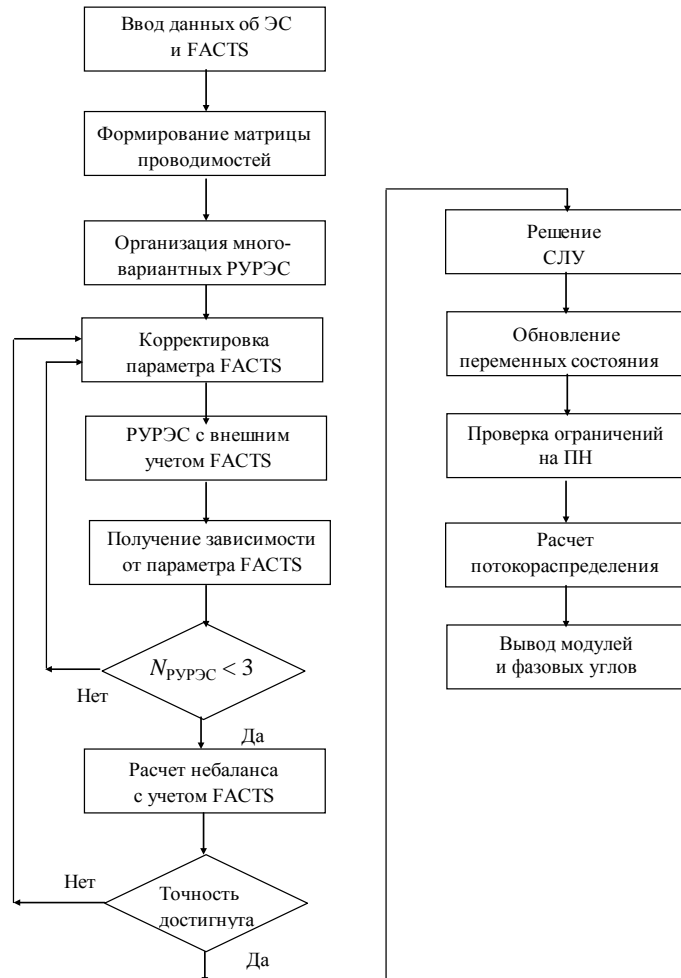 Ввод данных об ЭС
и FACTS
Формирование матрицы
проводимостей
Организация много-
вариантных РУРЭС
Корректировка
параметра FACTS
РУРЭС с внешним
учетом FACTS
Получение зависимости
от параметра FACTS
N РУРЭС < 3
Нет
Да
Расчет небаланса
с учетом FACTS
Нет
Точность
достигнута
Да
Решение
СЛУ
Обновление
переменных состояния
Проверка ограничений
на ПН
Расчет
потокораспределения
Вывод модулей
и фазовых углов